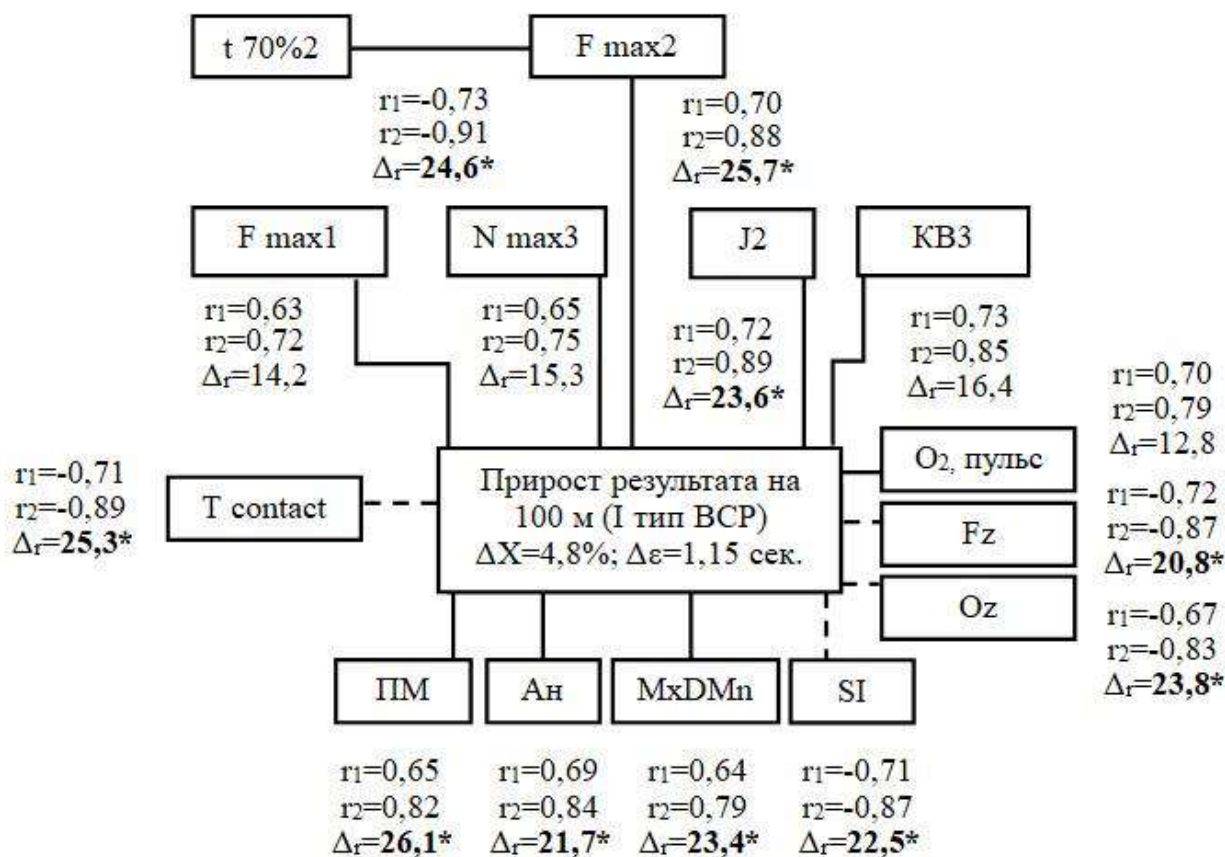 t 70%2
F max2
r₁=-0,73
r₂=-0,91
Δᵣ=24,6*
r₁=0,70
r₂=0,88
Δᵣ=25,7*
F max1
N max3
J2
КВ3
r₁=0,63
r₂=0,72
Δᵣ=14,2
r₁=0,65
r₂=0,75
Δᵣ=15,3
r₁=0,72
r₂=0,89
Δᵣ=23,6*
r₁=0,73
r₂=0,85
Δᵣ=16,4
r₁=0,70
r₂=0,79
Δᵣ=12,8
r₁=-0,71
r₂=-0,89
Δᵣ=25,3*
T contact
Прирост результата на
100 м (I тип ВСР)
ΔX=4,8%; Δε=1,15 сек.
O₂, пульс
Fz
Oz
r₁=-0,72
r₂=-0,87
Δᵣ=20,8*
r₁=-0,67
r₂=-0,83
Δᵣ=23,8*
ПМ
Ан
MxDMn
SI
r₁=0,65
r₂=0,82
Δᵣ=26,1*
r₁=0,69
r₂=0,84
Δᵣ=21,7*
r₁=0,64
r₂=0,79
Δᵣ=23,4*
r₁=-0,71
r₂=-0,87
Δᵣ=22,5*